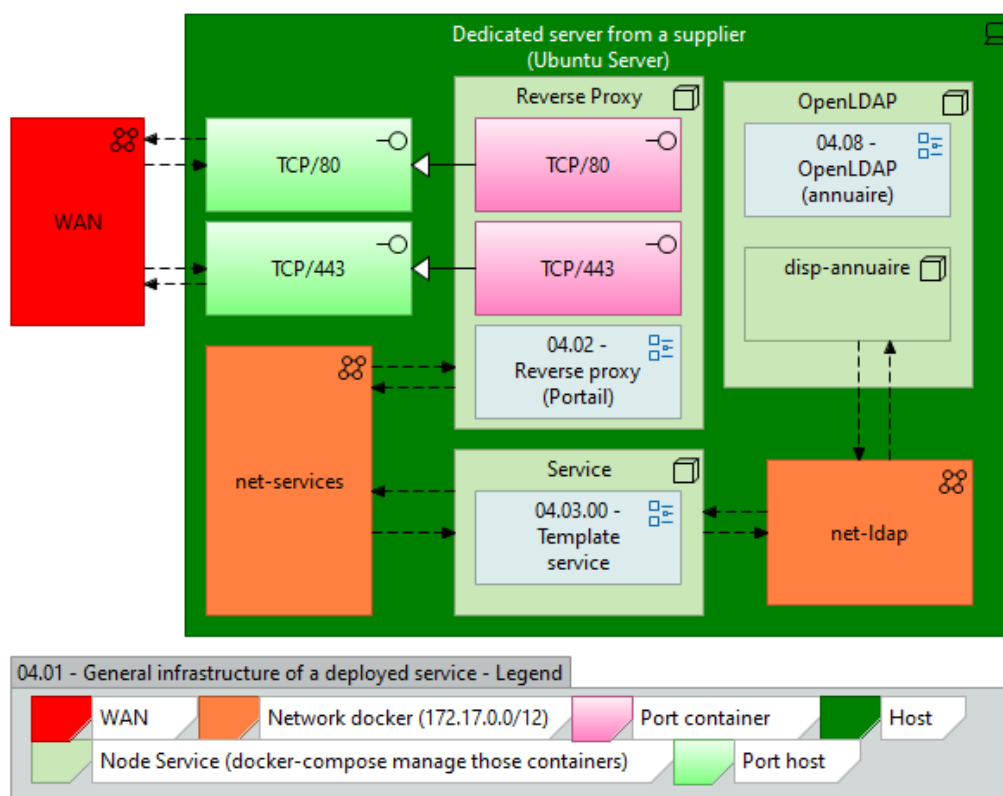 Dedicated server from a supplier
(Ubuntu Server)
Reverse Proxy
OpenLDAP
WAN
TCP/80
TCP/80
04.08 -
OpenLDAP
(annuaire)
TCP/443
TCP/443
disp-annuaire
04.02 -
Reverse proxy
(Portail)
net-services
Service
04.03.00 -
Template
service
net-ldap
04.01 - General infrastructure of a deployed service - Legend
WAN
Network docker (172.17.0.0/12)
Port container
Host
Node Service (docker-compose manage those containers)
Port host